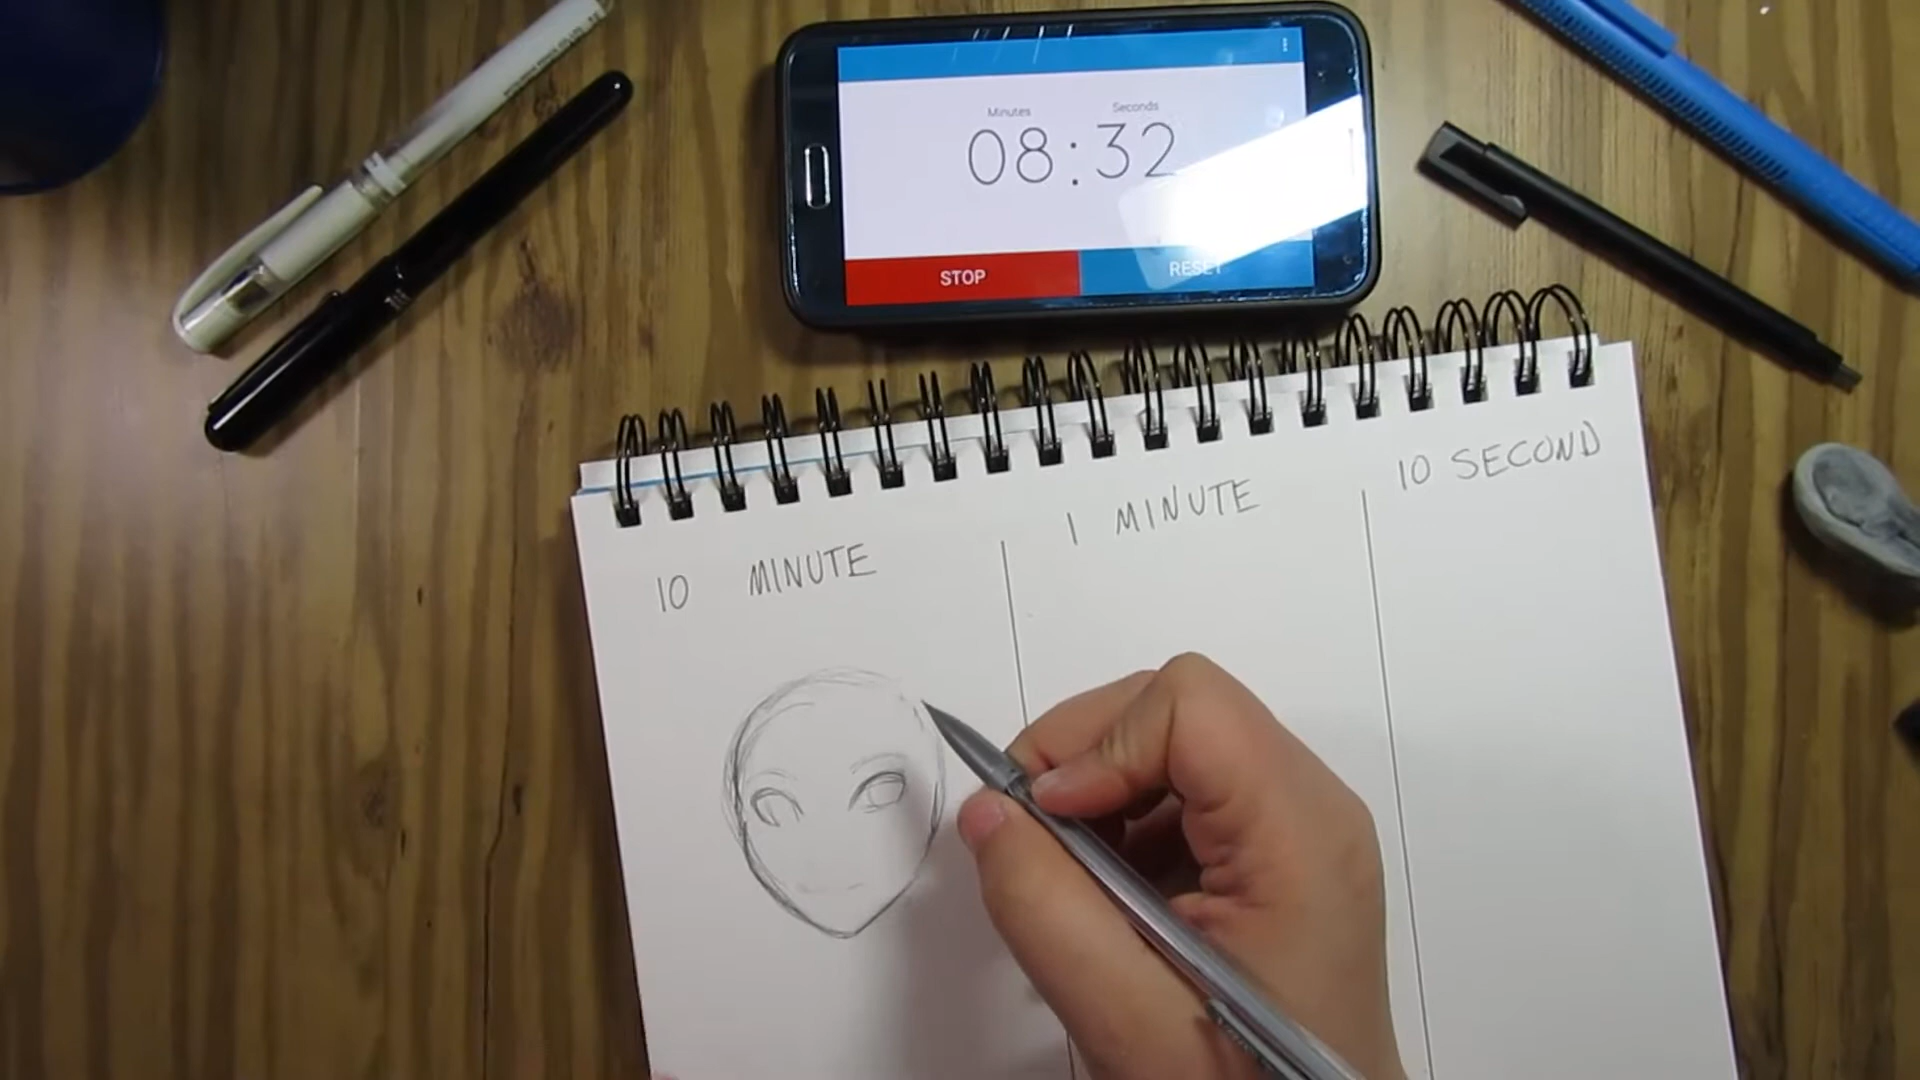 Minutes Seconds
08:32
STOP RESET
10 SECOND
1 MINUTE
10 MINUTE